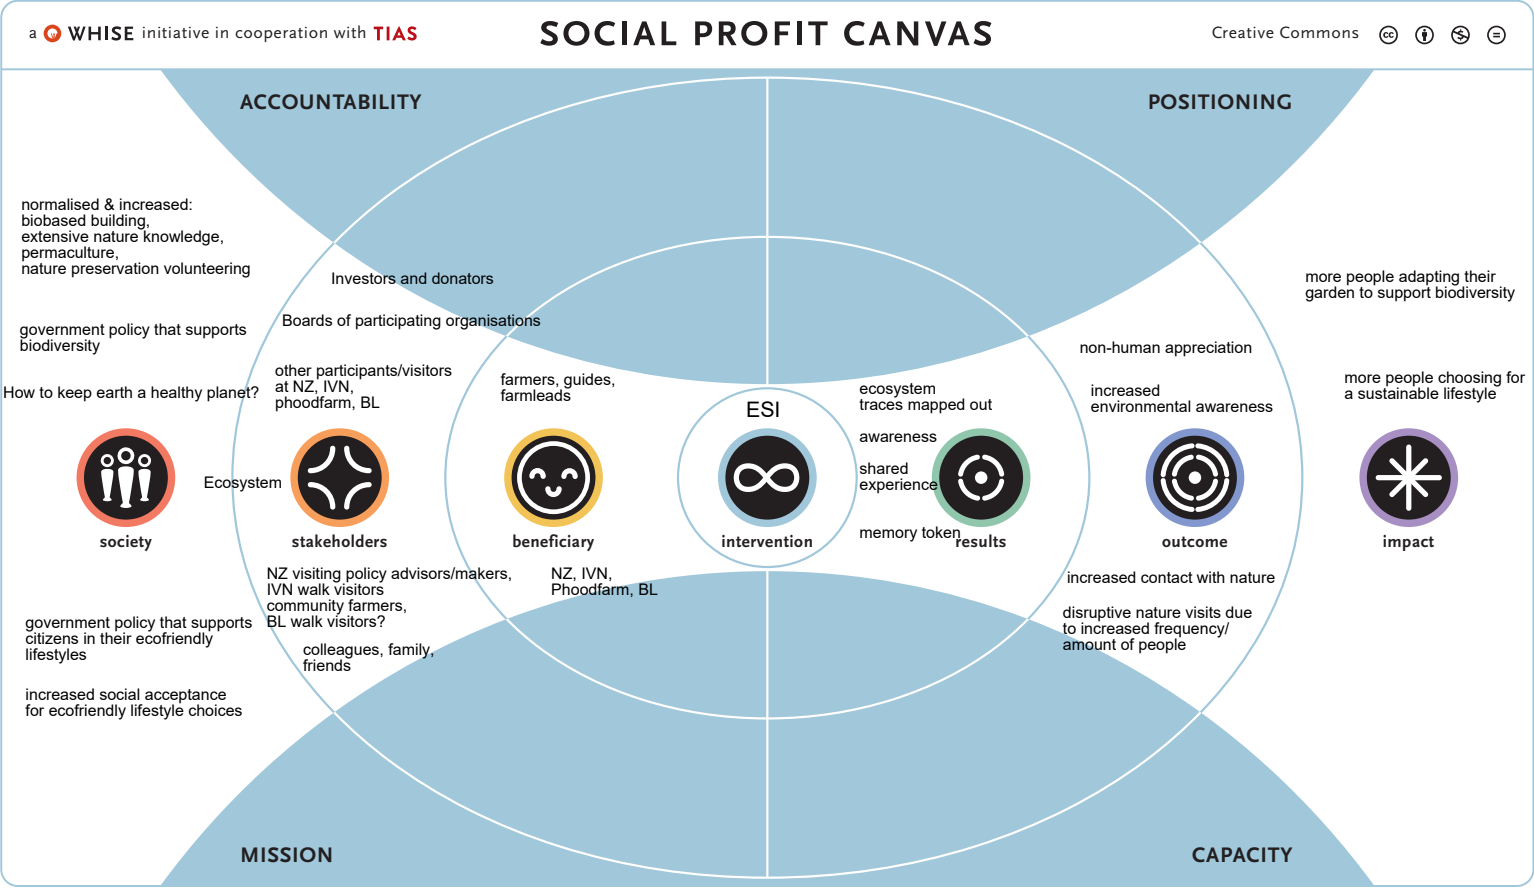 a WHISE initiative in cooperation with TIAS
SOCIAL PROFIT CANVAS
Creative Commons
cc
$
=
ACCOUNTABILITY
POSITIONING
normalised & increased:
biobased building,
extensive nature knowledge,
permaculture,
nature preservation volunteering
government policy that supports
biodiversity
How to keep earth a healthy planet?
society
government policy that supports
citizens in their ecofriendly
lifestyles
increased social acceptance
for ecofriendly lifestyle choices
Investors and donators
Boards of participating organisations
other participants/visitors
at NZ, IVN,
phoodfarm, BL
Ecosystem
stakeholders
NZ visiting policy advisors/makers,
IVN walk visitors
community farmers,
BL walk visitors?
colleagues, family,
friends
farmers, guides,
farmleads
beneficiary
NZ, IVN,
Phoodfarm, BL
ESI
intervention
ecosystem
traces mapped out
awareness
shared
experience
memory token
results
non-human appreciation
increased
environmental awareness
outcome
increased contact with nature
disruptive nature visits due
to increased frequency/
amount of people
more people adapting their
garden to support biodiversity
more people choosing for
a sustainable lifestyle
impact
MISSION
CAPACITY